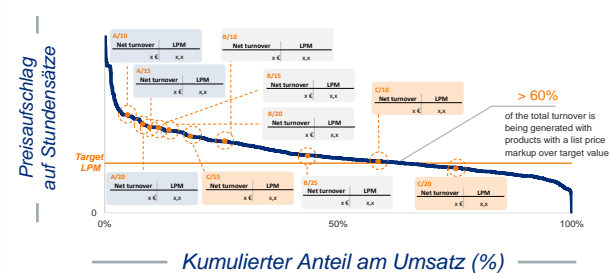 Preisaufschlag
auf Stundensätze
A/10
Net turnover LPM
x € x,x
B/10
Net turnover LPM
x € x,x
A/15
Net turnover LPM
x € x,x
B/15
Net turnover LPM
x € x,x
C/10
Net turnover LPM
x € x,x
> 60%
of the total turnover is
being generated with
products with a list price
markup over target value
B/20
Net turnover LPM
x € x,x
Target
LPM
A/20
Net turnover LPM
x € x,x
C/15
Net turnover LPM
x € x,x
B/25
Net turnover LPM
x € x,x
C/20
Net turnover LPM
x € x,x
0
0%
50%
100%
Kumulierter Anteil am Umsatz (%)